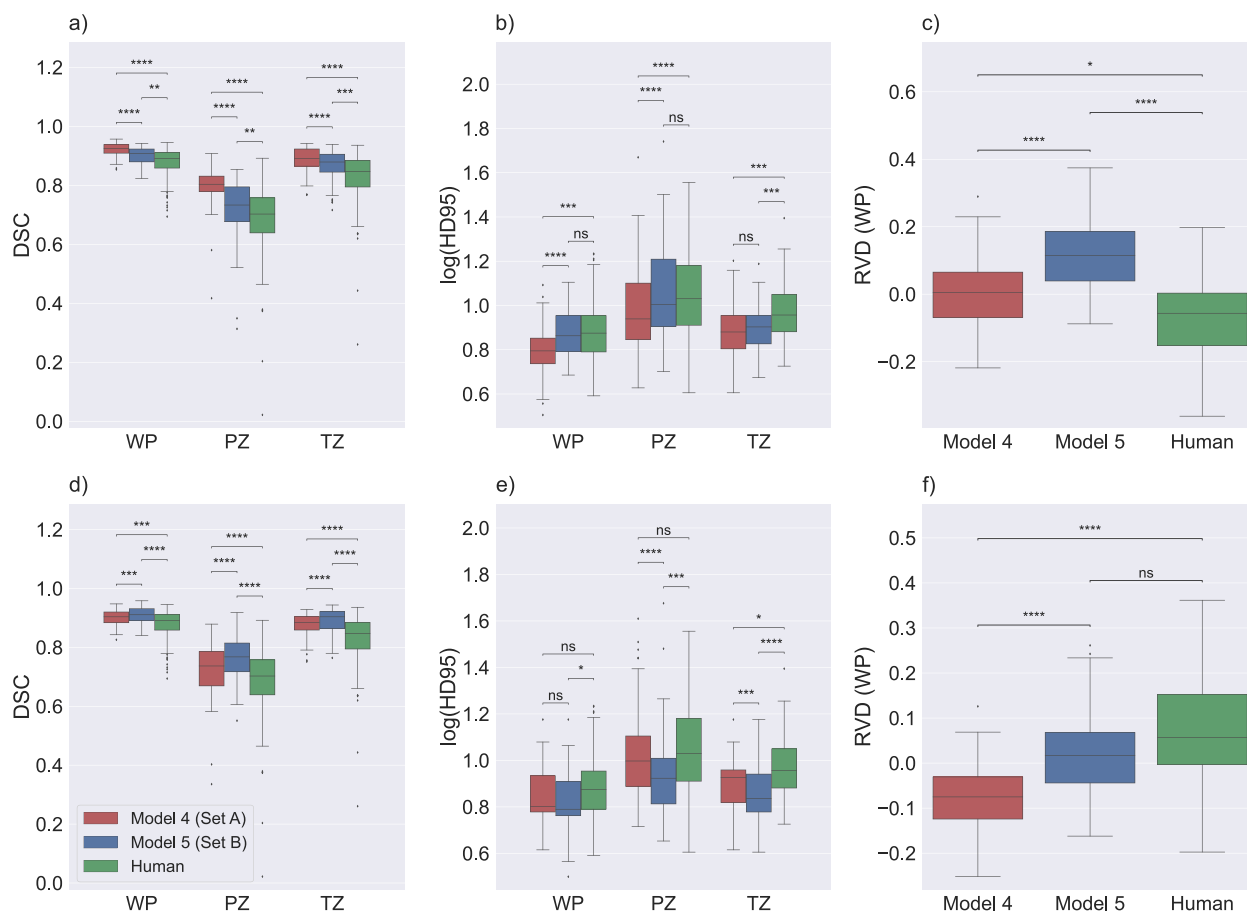 a)
b)
c)
DSC
1.2
1.0
0.8
0.6
0.4
0.2
0.0
****
**
****
****
****
**
****
***
****
WP
PZ
TZ
log(HD95)
2.0
1.8
1.6
1.4
1.2
1.0
0.8
0.6
***
ns
****
****
****
ns
***
***
ns
WP
PZ
TZ
RVD (WP)
0.6
0.4
0.2
0.0
−0.2
*
****
****
Model 4
Model 5
Human
d)
e)
f)
DSC
1.2
1.0
0.8
0.6
0.4
0.2
0.0
***
****
***
****
****
****
****
****
****
Model 4 (Set A)
Model 5 (Set B)
Human
WP
PZ
TZ
log(HD95)
2.0
1.8
1.6
1.4
1.2
1.0
0.8
0.6
ns
*
ns
ns
****
***
*
****
***
WP
PZ
TZ
RVD (WP)
0.5
0.4
0.3
0.2
0.1
0.0
−0.1
−0.2
****
ns
****
Model 4
Model 5
Human